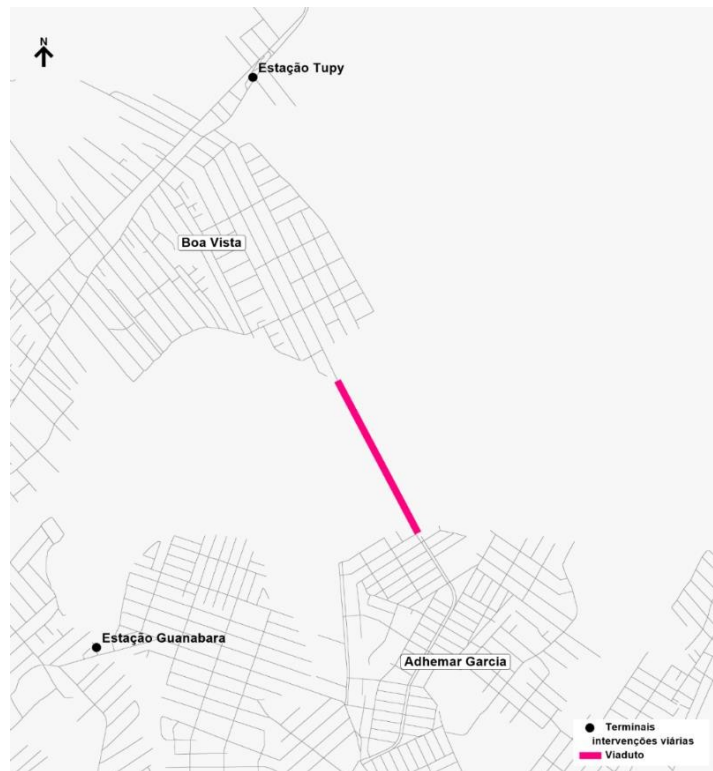 N
Estação Tupy
Boa Vista
Estação Guanabara
Adhemar Garcia
Terminais
intervenções viárias
Viaduto